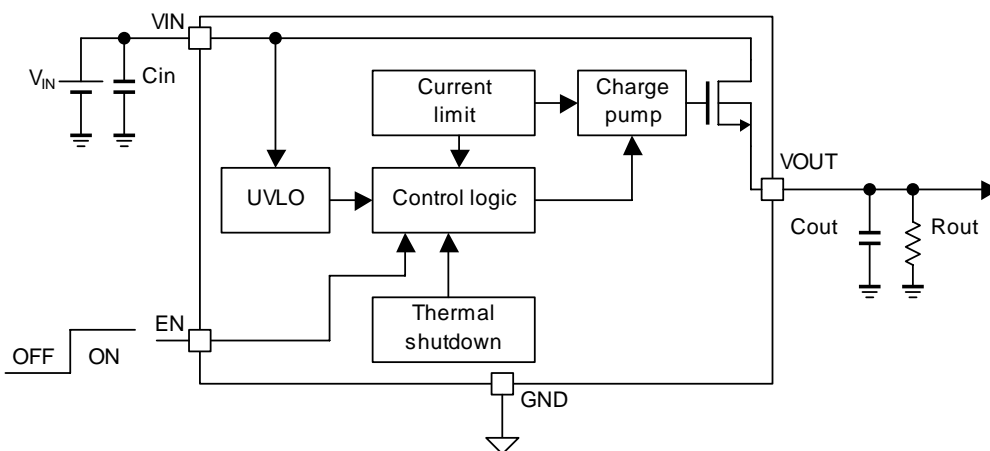 VIN
VIN
Cin
Current
limit
Charge
pump
VOUT
UVLO
Control logic
Cout
Rout
EN
Thermal
shutdown
OFF
ON
GND